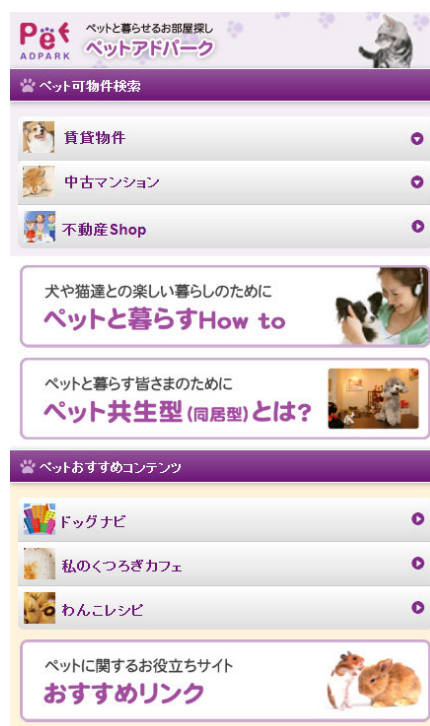 Pet
ADPARK
ペットと暮らせるお部屋探し
ペットアドパーク
ペット可物件検索
賃貸物件
中古マンション
不動産Shop
犬や猫達との楽しい暮らしのために
ペットと暮らすHow to
ペットと暮らす皆さまのために
ペット共生型(同居型)とは?
ペットおすすめコンテンツ
ドッグナビ
私のくつろぎカフェ
わんこレシピ
ペットに関するお役立ちサイト
おすすめリンク